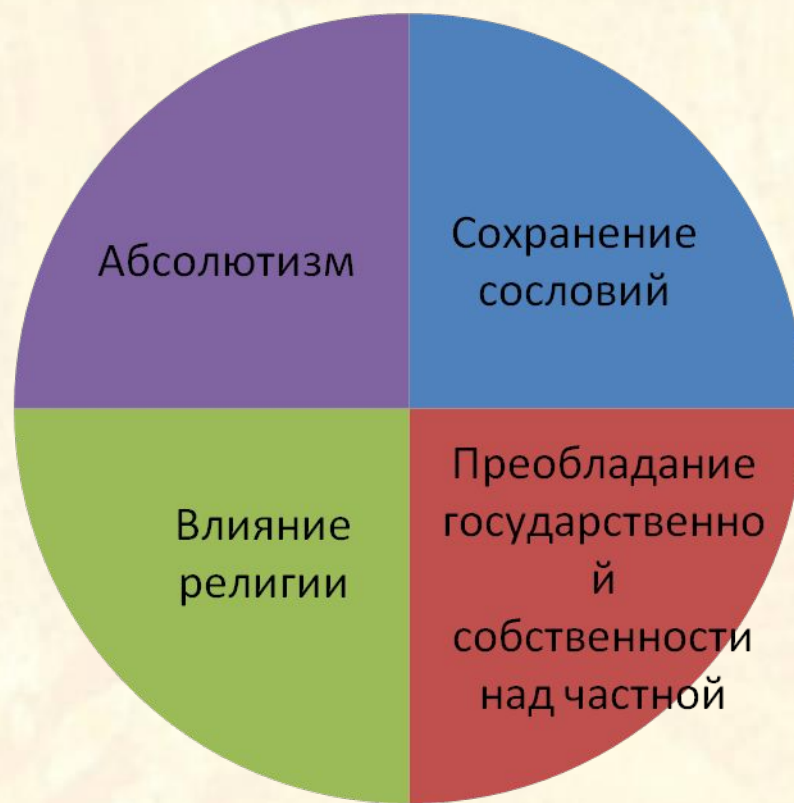 Абсолютизм
Сохранение
сословий
Влияние
религии
Преобладание
государственно
й
собственности
над частной